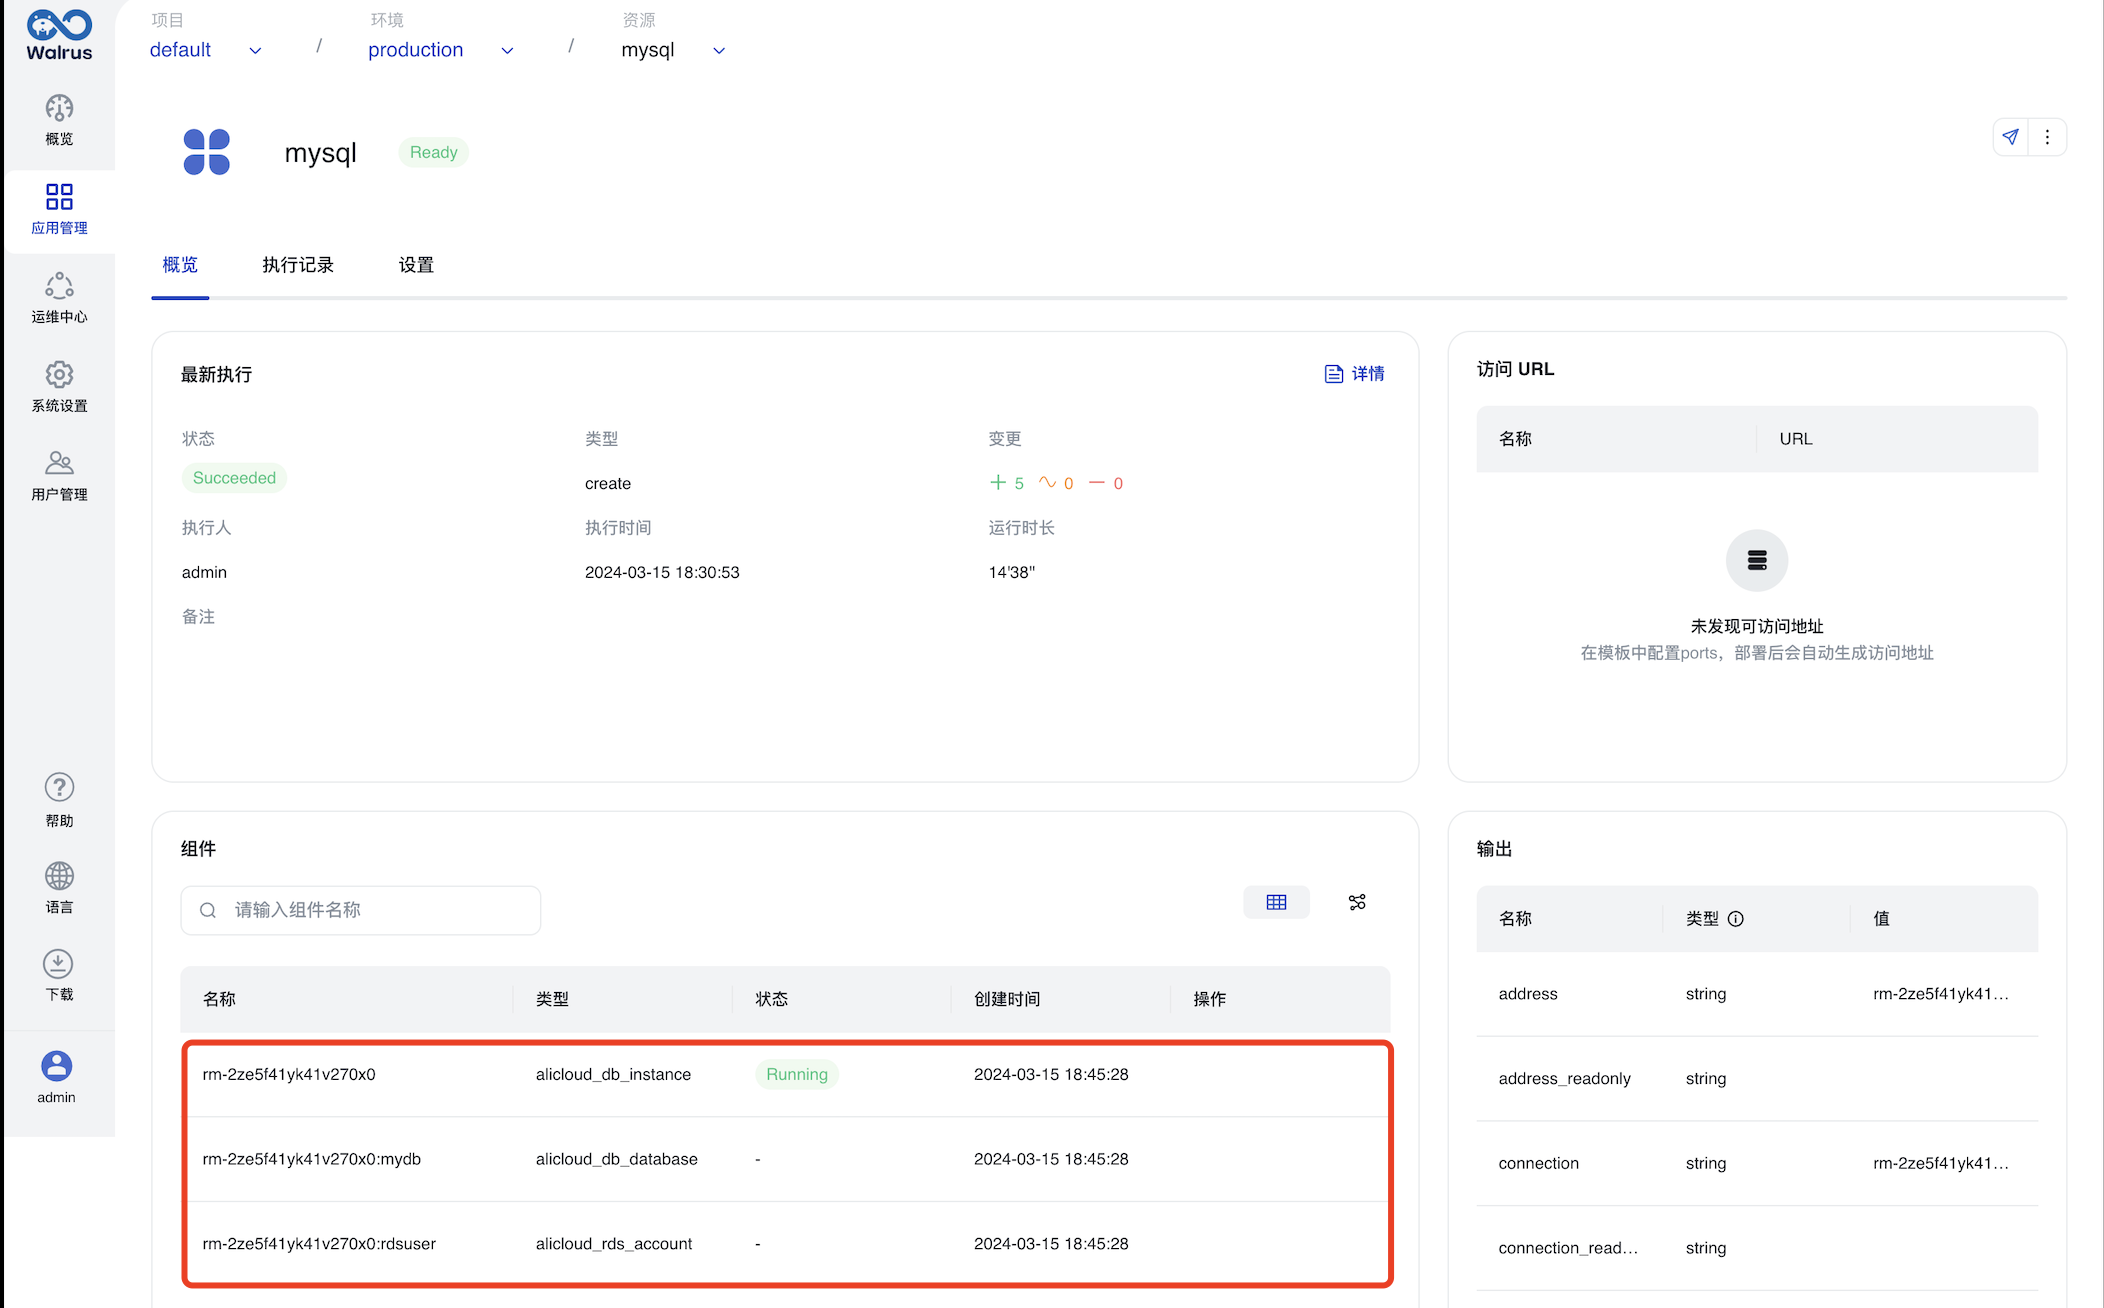 Walrus
项目
环境
资源
default
/
production
/
mysql
概览
应用管理
运维中心
系统设置
用户管理
帮助
语言
下载
admin
mysql
Ready
概览
执行记录
设置
最新执行
详情
状态
类型
变更
Succeeded
create
+ 5 ~ 0 — 0
执行人
执行时间
运行时长
admin
2024-03-15 18:30:53
14'38"
备注
访问 URL
名称
URL
未发现可访问地址
在模板中配置ports，部署后会自动生成访问地址
组件
请输入组件名称
名称
类型
状态
创建时间
操作
rm-2ze5f41yk41v270x0
alicloud_db_instance
Running
2024-03-15 18:45:28
rm-2ze5f41yk41v270x0:mydb
alicloud_db_database
-
2024-03-15 18:45:28
rm-2ze5f41yk41v270x0:rdsuser
alicloud_rds_account
-
2024-03-15 18:45:28
输出
名称
类型
值
address
string
rm-2ze5f41yk41...
address_readonly
string
connection
string
rm-2ze5f41yk41...
connection_read...
string